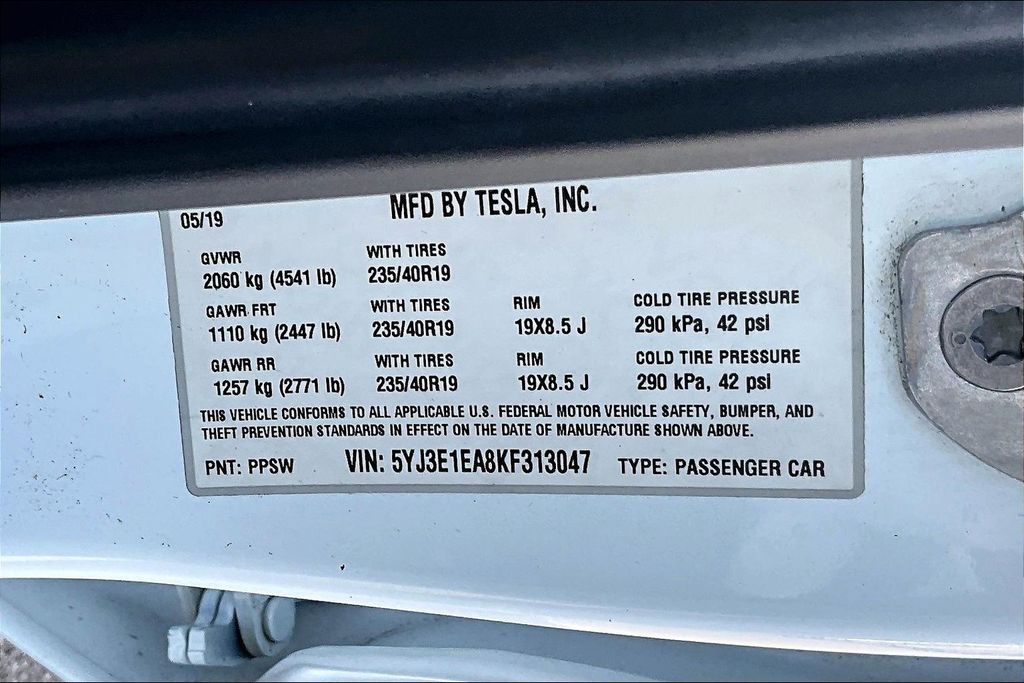 05/19 MFD BY TESLA, INC.
GVWR WITH TIRES
2060 kg (4541 lb) 235/40R19
GAWR FRT WITH TIRES RIM COLD TIRE PRESSURE
1110 kg (2447 lb) 235/40R19 19X8.5 J 290 kPa, 42 psi
GAWR RR WITH TIRES RIM COLD TIRE PRESSURE
1257 kg (2771 lb) 235/40R19 19X8.5 J 290 kPa, 42 psi
THIS VEHICLE CONFORMS TO ALL APPLICABLE U.S. FEDERAL MOTOR VEHICLE SAFETY, BUMPER, AND
THEFT PREVENTION STANDARDS IN EFFECT ON THE DATE OF MANUFACTURE SHOWN ABOVE.
PNT: PPSW VIN: 5YJ3E1EA8KF313047 TYPE: PASSENGER CAR